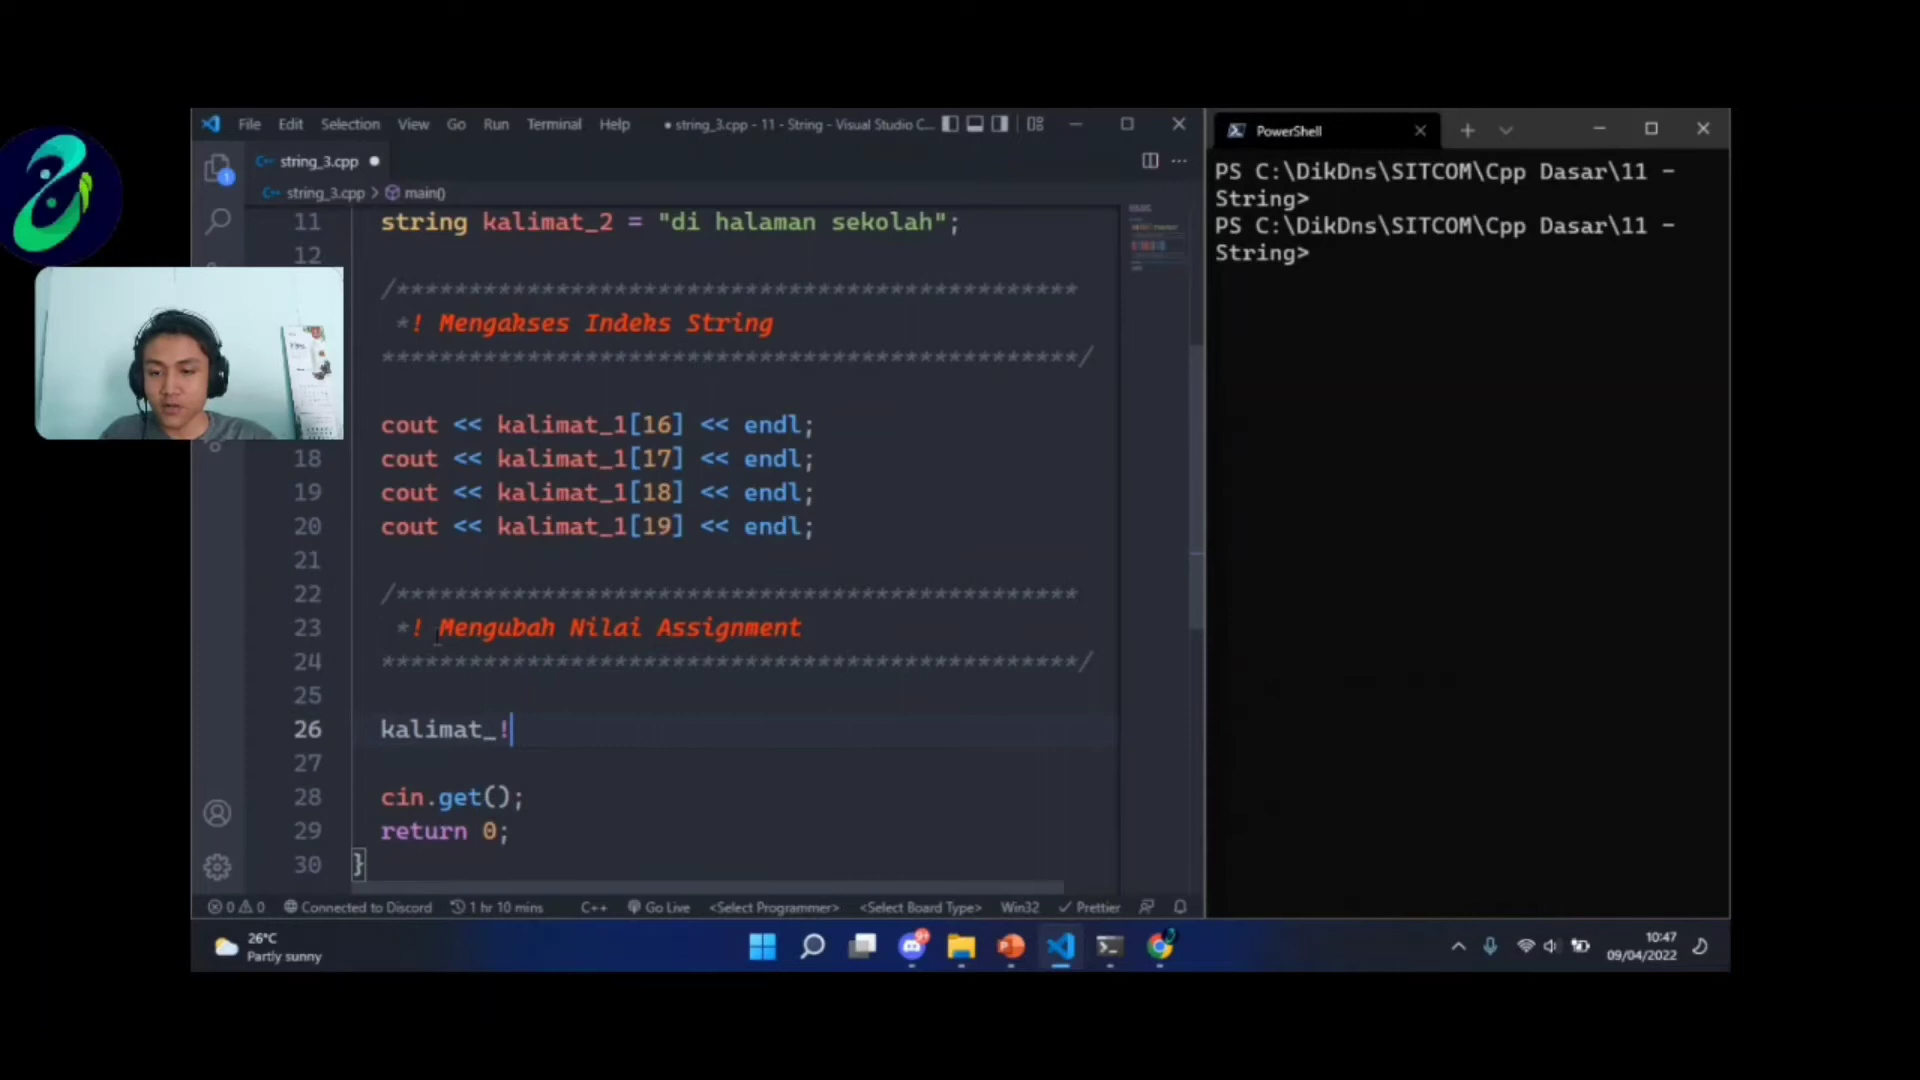 File Edit Selection View Go Run Terminal Help • string_3.cpp - 11 - String - Visual Studio C...
string_3.cpp
string_3.cpp > main()
11 string kalimat_2 = "di halaman sekolah";
12
/************************************************
*! Mengakses Indeks String
************************************************/
cout << kalimat_1[16] << endl;
18 cout << kalimat_1[17] << endl;
19 cout << kalimat_1[18] << endl;
20 cout << kalimat_1[19] << endl;
21
22 /************************************************
23 *! Mengubah Nilai Assignment
24 ************************************************/
25
26 kalimat_!
27
28 cin.get();
29 return 0;
30 }
0 0 Connected to Discord 1 hr 10 mins C++ Go Live <Select Programmer> <Select Board Type> Win32 Prettier
PowerShell
PS C:\DikDns\SITCOM\Cpp Dasar\11 -
String>
PS C:\DikDns\SITCOM\Cpp Dasar\11 -
String>
26°C
Partly sunny
10:47
09/04/2022